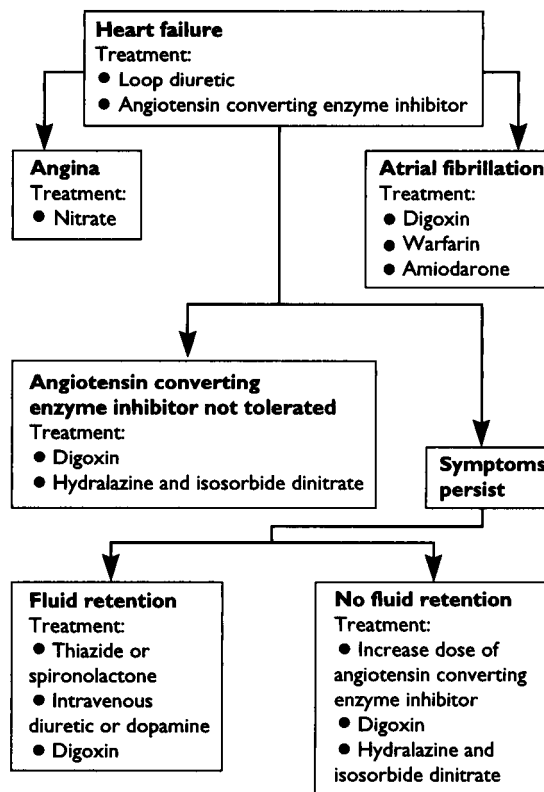 Heart failure
Treatment:
● Loop diuretic
● Angiotensin converting enzyme inhibitor
Angina
Treatment:
● Nitrate
Atrial fibrillation
Treatment:
● Digoxin
● Warfarin
● Amiodarone
Angiotensin converting
enzyme inhibitor not tolerated
Treatment:
● Digoxin
● Hydralazine and isosorbide dinitrate
Symptoms
persist
Fluid retention
Treatment:
● Thiazide or
spironolactone
● Intravenous
diuretic or dopamine
● Digoxin
No fluid retention
Treatment:
● Increase dose of
angiotensin converting
enzyme inhibitor
● Digoxin
● Hydralazine and
isosorbide dinitrate